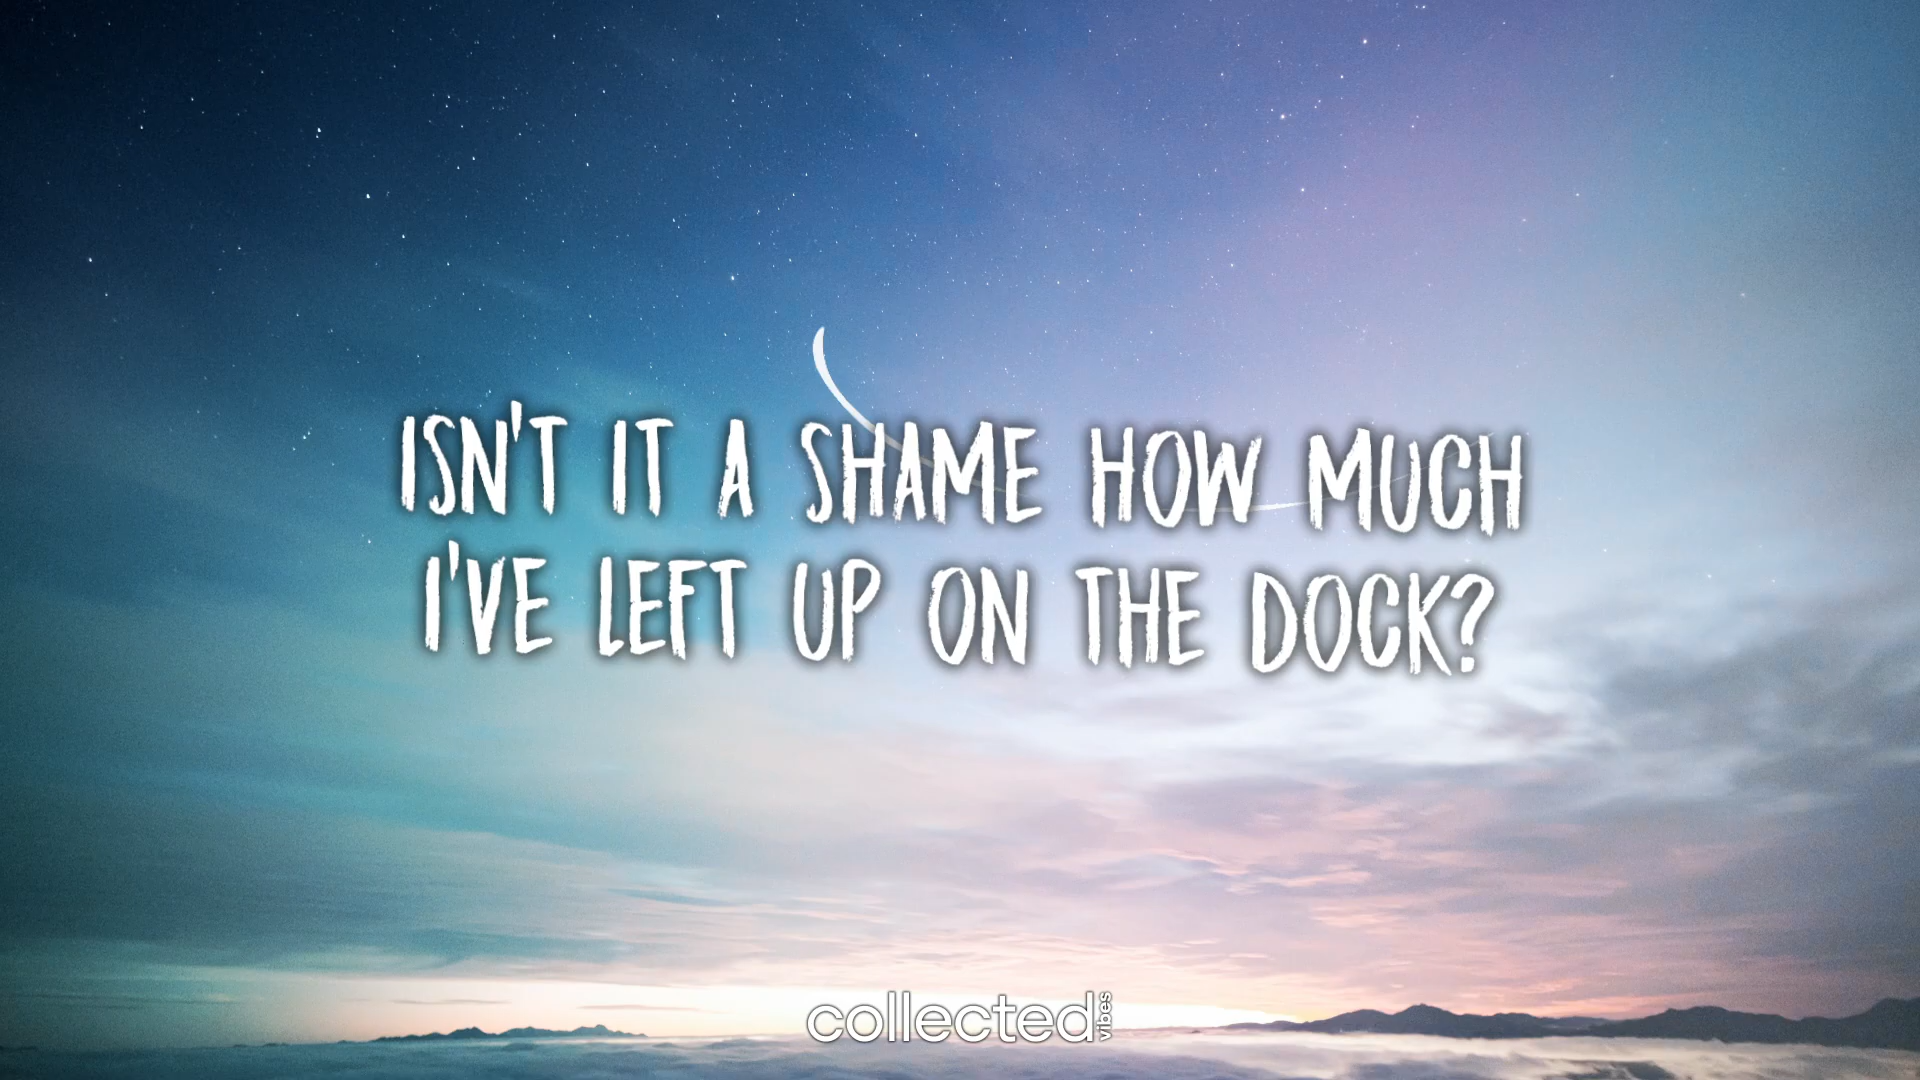 ISN'T IT A SHAME HOW MUCH
I'VE LEFT UP ON THE DOCK?
collected vibes